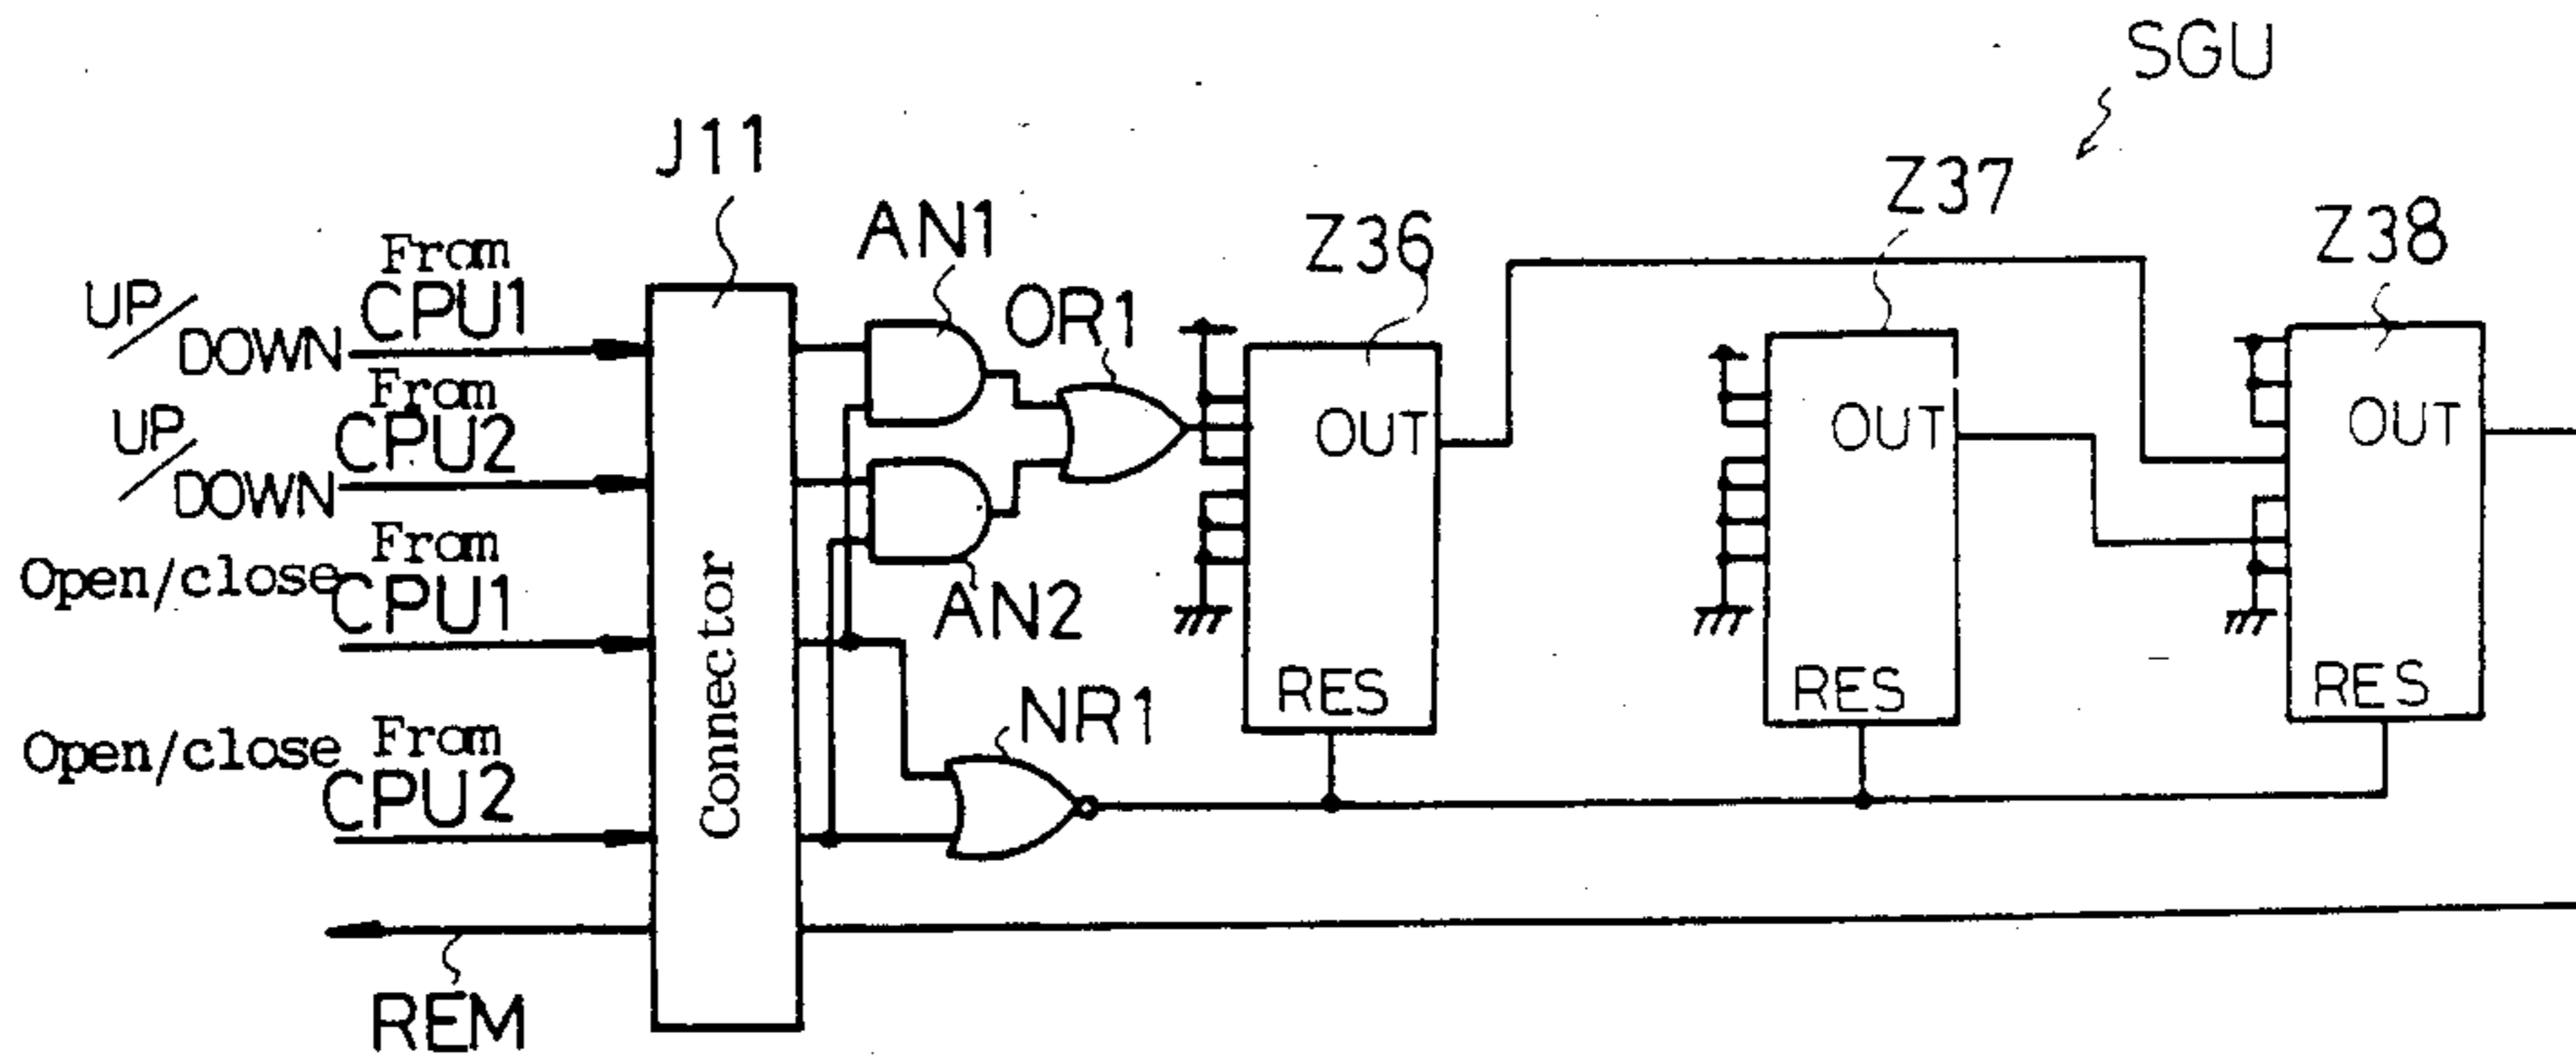 SGU
J11
AN1
OR1
Z36
Z37
Z38
UP/DOWN
From
CPU1
UP/DOWN
From
CPU2
Open/close
From
CPU1
Open/close
From
CPU2
Connector
AN2
NR1
OUT
RES
OUT
RES
OUT
RES
REM